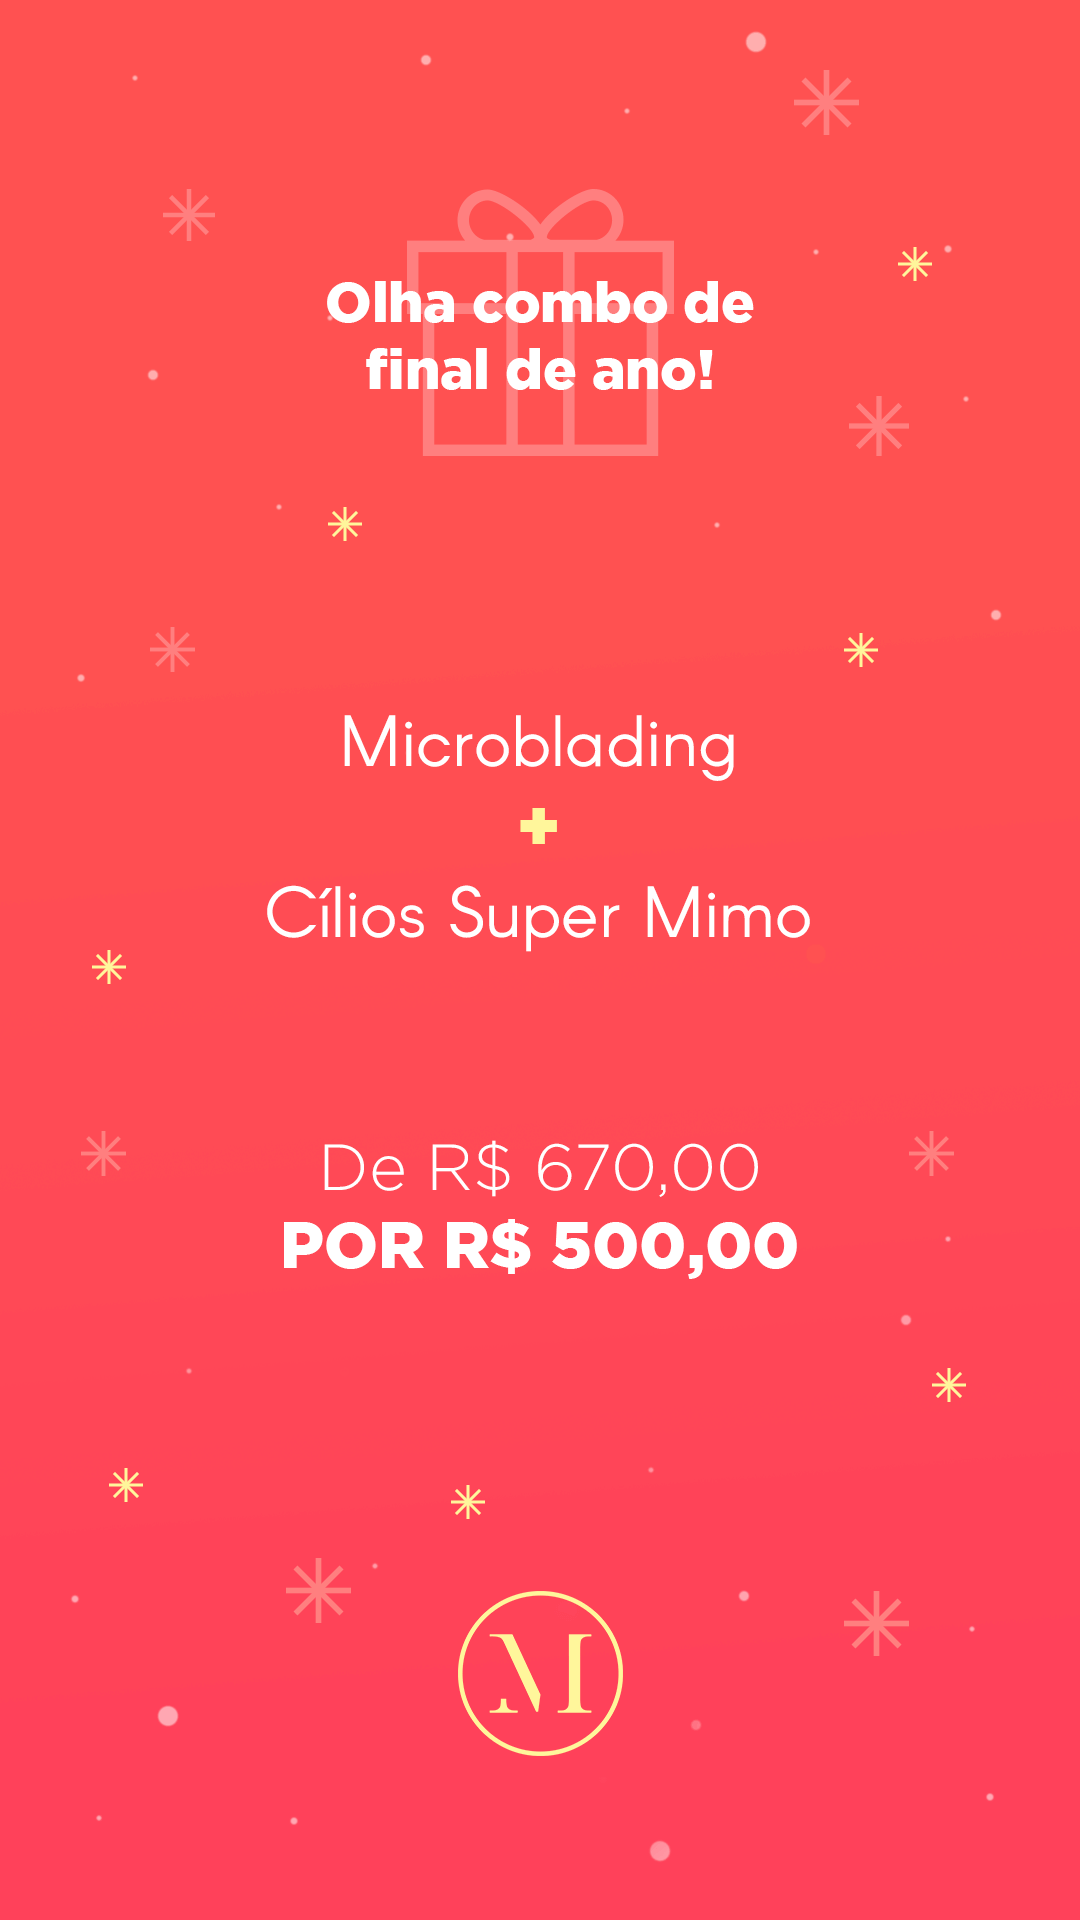 Olha combo de
final de ano!
Microblading
+
Cílios Super Mimo
De R$ 670,00
POR R$ 500,00
M